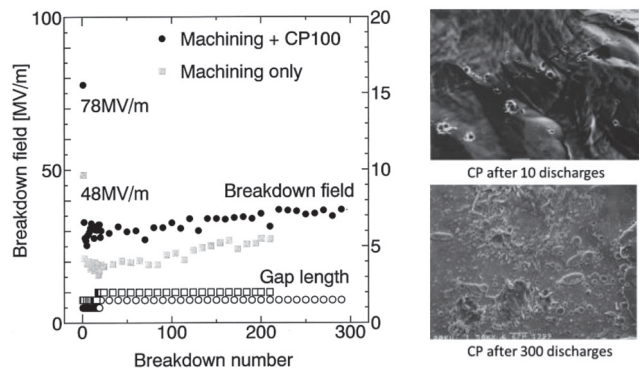 100
20
Machining + CP100
Machining only
78MV/m
15
50
10
48MV/m
Breakdown field
5
Gap length
0
0
0
100
200
300
Breakdown field [MV/m]
Breakdown number
CP after 10 discharges
CP after 300 discharges